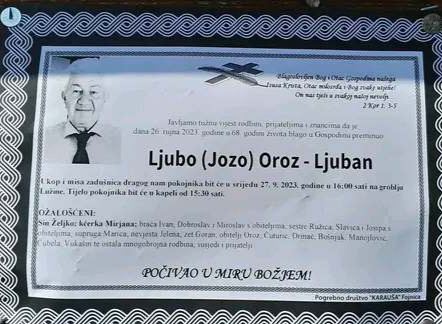 Blagoslovljen Bog i Otac Gospodina našega
Isusa Krista, Otac milosrđa i Bog svake utjehe!
On nas tješi u svakoj našoj nevolji...
2 Kor 1, 3-5
Javljamo tužnu vijest rodbini, prijateljima i znancima da je
dana 26. rujna 2023. godine u 68. godini života blago u Gospodinu preminuo
Ljubo (Jozo) Oroz - Ljuban
Ukop i misa zadušnica dragog nam pokojnika bit će u srijedu 27. 9. 2023. godine u 16:00 sati na groblju
Lužine. Tijelo pokojnika bit će u kapeli od 15:30 sati.
OŽALOŠĆENI:
Sin Željko; kćerka Mirjana; braća Ivan, Dobroslav i Miroslav s obiteljima, sestre Ružica, Slavica i Josipa s
obiteljima, supruga Marica, nevjesta Jelena, zet Goran, obitelji Oroz, Čuturić, Drinač, Bošnjak, Manojlović,
Čubela, Vukašin te ostala mnogobrojna rodbina, susjedi i prijatelji
POČIVAO U MIRU BOŽJEM!
Pogrebno društvo "KARAUŠA" Fojnica